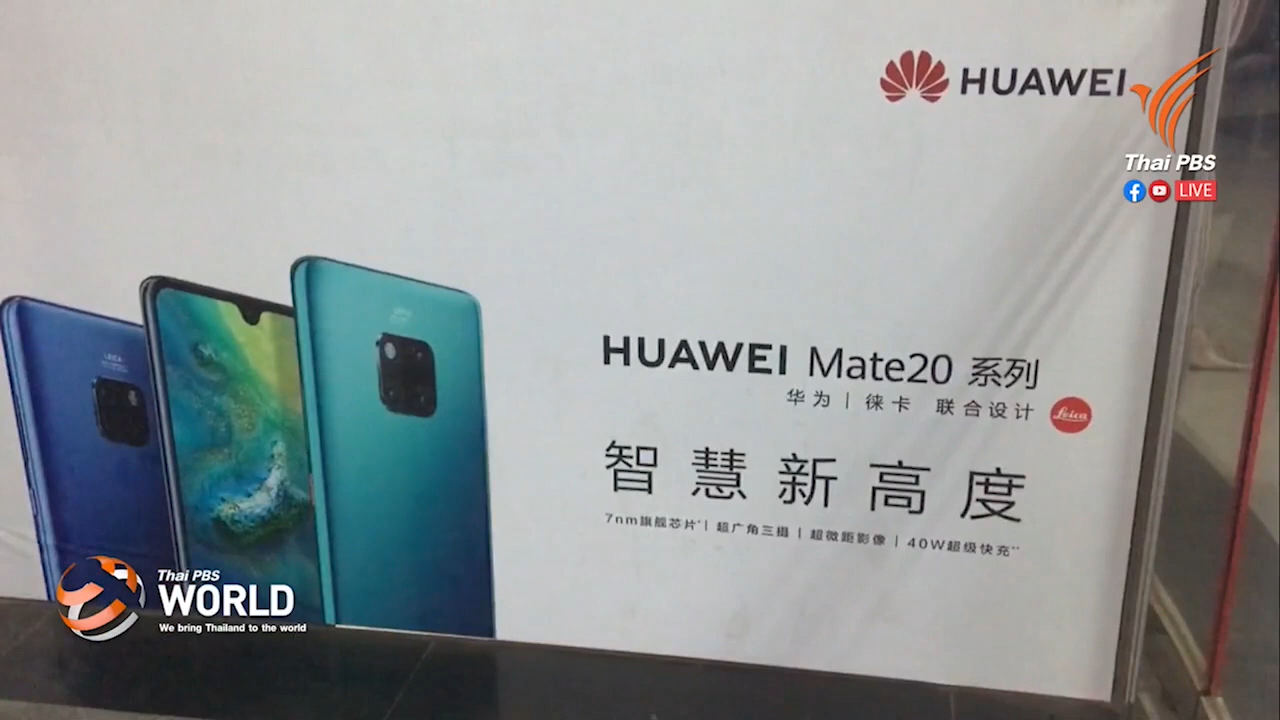 HUAWEI
Thai PBS
LIVE
LEICA
HUAWEI Mate20 系列
华为 | 徕卡 联合设计
Leica
智慧新高度
7nm旗舰芯片* | 超广角三摄 | 超微距影像 | 40W超级快充**
Thai PBS
WORLD
We bring Thailand to the world